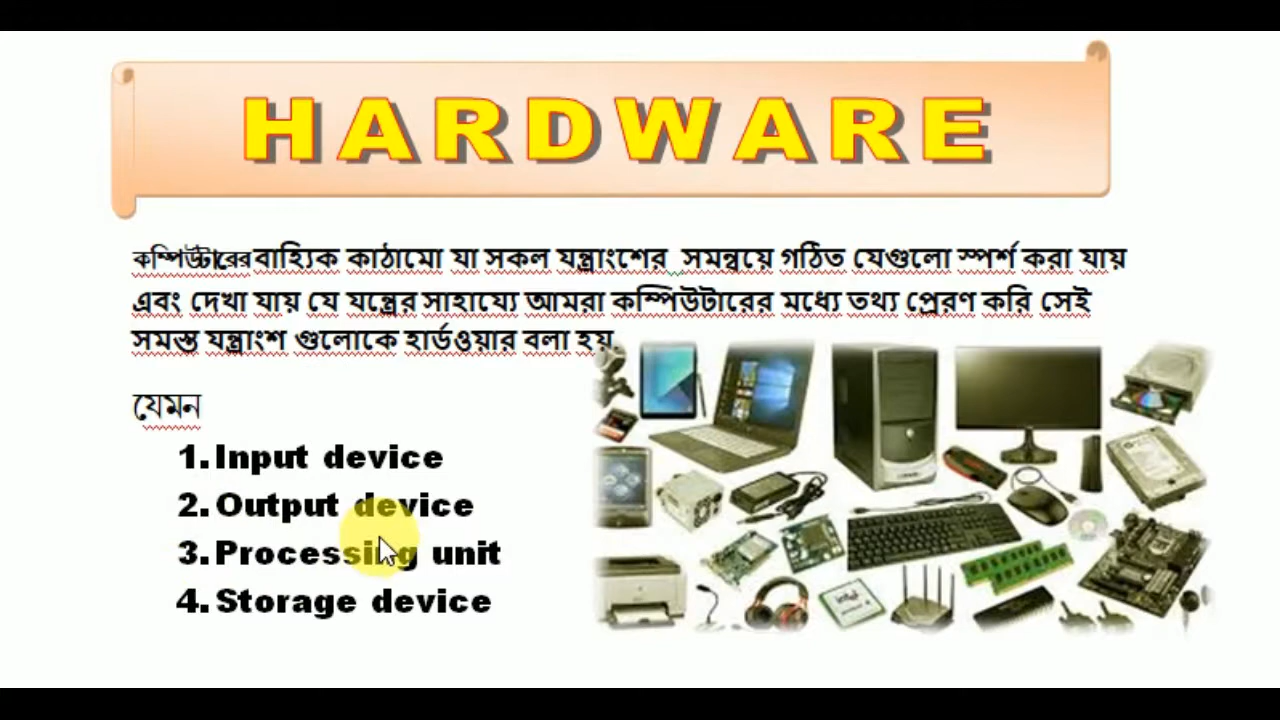 HARDWARE
কম্পিউটারের বাহ্যিক কাঠামো যা সকল যন্ত্রাংশের সমন্বয়ে গঠিত যেগুলো স্পর্শ করা যায়
এবং দেখা যায় যে যন্ত্রের সাহায্যে আমরা কম্পিউটারের মধ্যে তথ্য প্রেরণ করি সেই
সমস্ত যন্ত্রাংশ গুলোকে হার্ডওয়ার বলা হয়.
যেমন
1. Input device
2. Output device
3. Processing unit
4. Storage device
intel